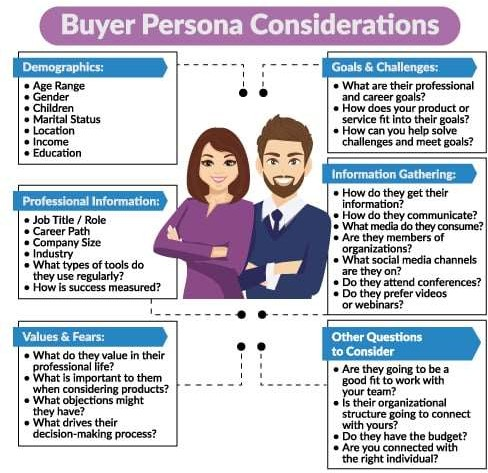 Buyer Persona Considerations
Demographics:
• Age Range
• Gender
• Children
• Marital Status
• Location
• Income
• Education
Goals & Challenges:
• What are their professional
and career goals?
• How does your product or
service fit into their goals?
• How can you help solve
challenges and meet goals?
Professional Information:
• Job Title / Role
• Career Path
• Company Size
• Industry
• What types of tools do
they use regularly?
• How is success measured?
Information Gathering:
• How do they get their
information?
• How do they communicate?
• What media do they consume?
• Are they members of
organizations?
• What social media channels
are they on?
• Do they attend conferences?
• Do they prefer videos
or webinars?
Values & Fears:
• What do they value in their
professional life?
• What is important to them
when considering products?
• What objections might
they have?
• What drives their
decision-making process?
Other Questions
to Consider
• Are they going to be a
good fit to work with
your team?
• Is their organizational
structure going to connect
with yours?
• Do they have the budget?
• Are you connected with
the right individual?